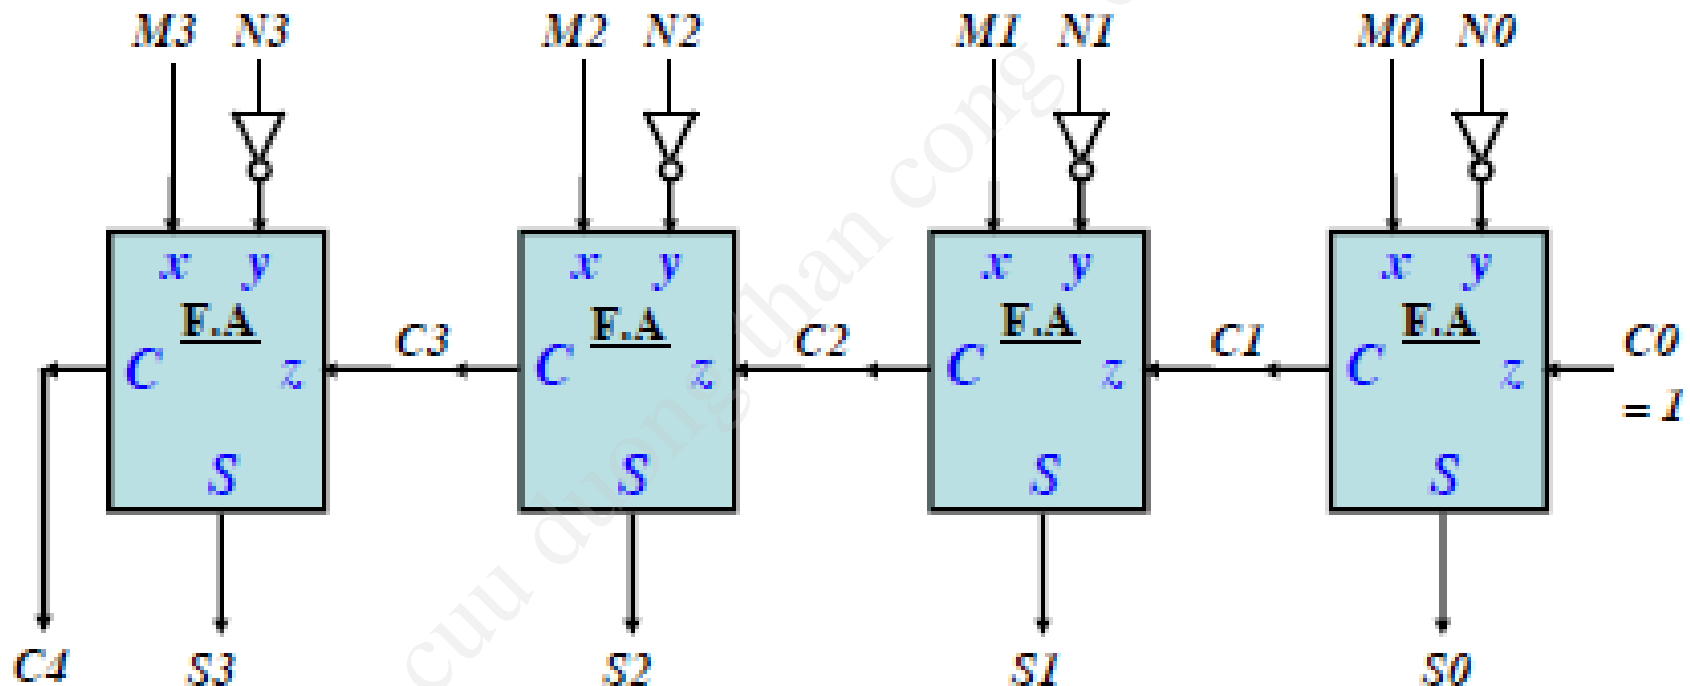 M3 N3 M2 N2 M1 N1 M0 N0
x y x y x y x y
F.A F.A F.A F.A
C3 C2 C1 C0
C z C z C z C z
= 1
S S S S
C4 S3 S2 S1 S0
cuu duong than cong